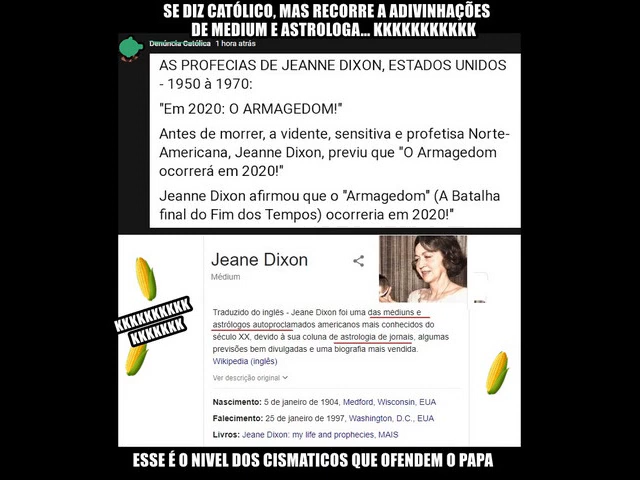 SE DIZ CATÓLICO, MAS RECORRE A ADIVINHAÇÕES
DE MEDIUM E ASTROLOGA... KKKKKKKKKKK
Denúncia Católica 1 hora atrás
AS PROFECIAS DE JEANNE DIXON, ESTADOS UNIDOS
- 1950 à 1970:
"Em 2020: O ARMAGEDOM!"
Antes de morrer, a vidente, sensitiva e profetisa Norte-
Americana, Jeanne Dixon, previu que "O Armagedom
ocorrerá em 2020!"
Jeanne Dixon afirmou que o "Armagedom" (A Batalha
final do Fim dos Tempos) ocorreria em 2020!"
Jeane Dixon
Médium
Traduzido do inglês - Jeane Dixon foi uma das médiuns e
astrólogos autoproclamados americanos mais conhecidos do
século XX, devido à sua coluna de astrologia de jornais, algumas
previsões bem divulgadas e uma biografia mais vendida.
Wikipedia (inglês)
Ver descrição original
Nascimento: 5 de janeiro de 1904, Medford, Wisconsin, EUA
Falecimento: 25 de janeiro de 1997, Washington, D.C., EUA
Livros: Jeane Dixon: my life and prophecies, MAIS
KKKKKKKKKK
KKKKKKK
ESSE É O NIVEL DOS CISMATICOS QUE OFENDEM O PAPA